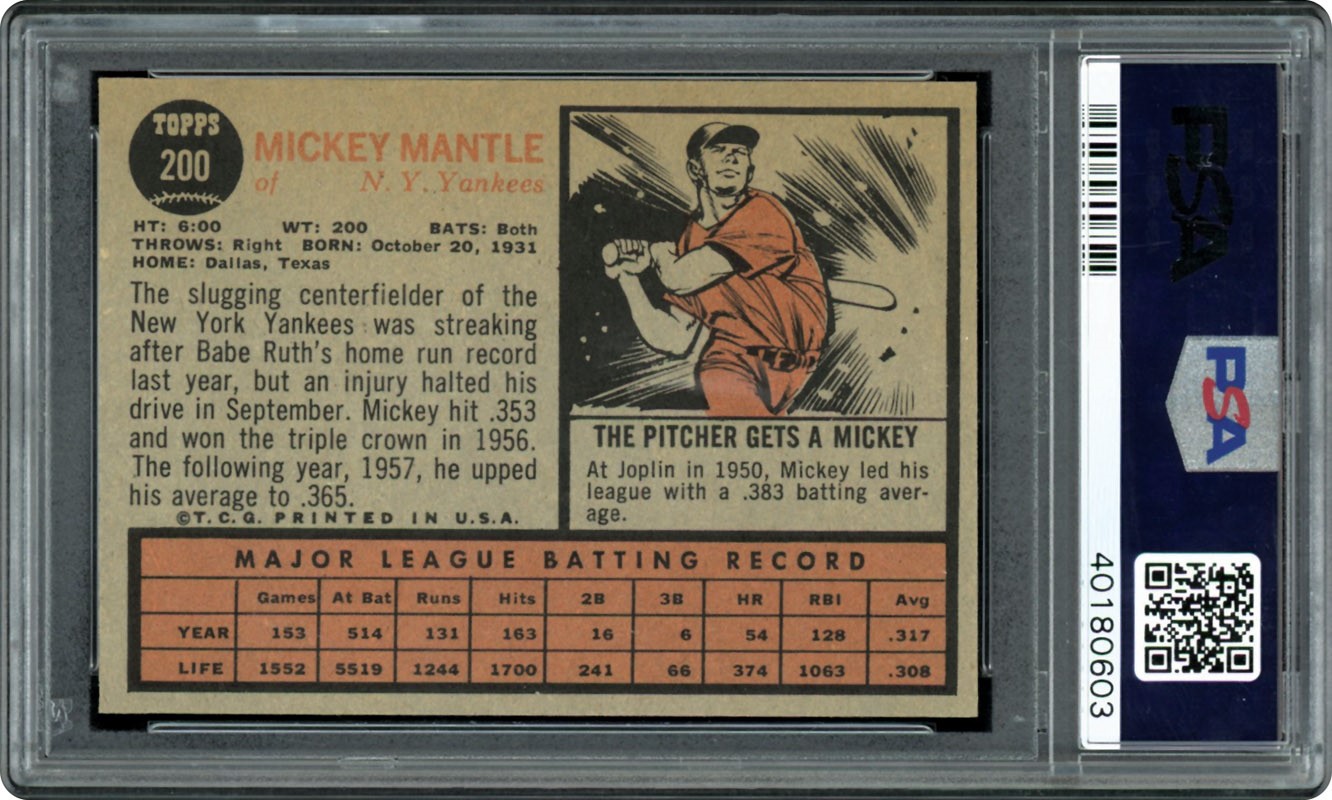 TOPPS
200
MICKEY MANTLE
of N. Y. Yankees
HT: 6:00 WT: 200 BATS: Both
THROWS: Right BORN: October 20, 1931
HOME: Dallas, Texas
The slugging centerfielder of the
New York Yankees was streaking
after Babe Ruth's home run record
last year, but an injury halted his
drive in September. Mickey hit .353
and won the triple crown in 1956.
The following year, 1957, he upped
his average to .365.
©T.C.G. PRINTED IN U.S.A.
THE PITCHER GETS A MICKEY
At Joplin in 1950, Mickey led his
league with a .383 batting aver-
age.
MAJOR LEAGUE BATTING RECORD
Games At Bat Runs Hits 2B 3B HR RBI Avg
YEAR 153 514 131 163 16 6 54 128 .317
LIFE 1552 5519 1244 1700 241 66 374 1063 .308
PSA
PSA
40180603